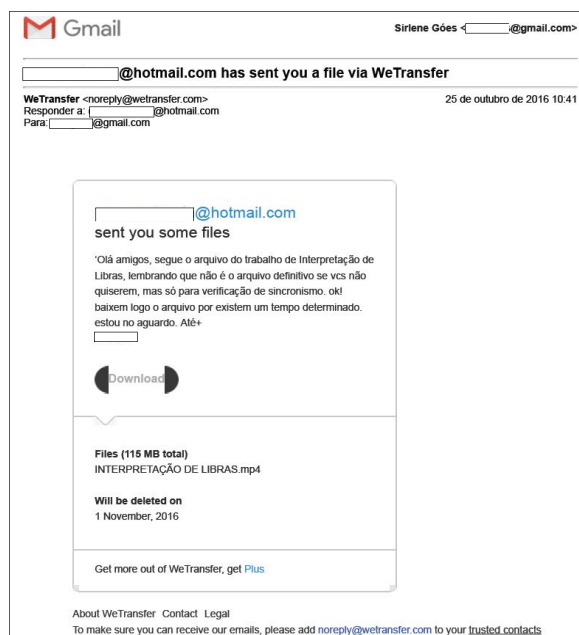 Gmail
Sirlene Góes < @gmail.com>
@hotmail.com has sent you a file via WeTransfer
WeTransfer <noreply@wetransfer.com>
25 de outubro de 2016 10:41
Responder a: @hotmail.com
Para: @gmail.com
@hotmail.com
sent you some files
'Olá amigos, segue o arquivo do trabalho de Interpretação de
Libras, lembrando que não é o arquivo definitivo se vcs não
quiserem, mas só para verificação de sincronismo. ok!
baixem logo o arquivo por existem um tempo determinado.
estou no aguardo. Até+
Download
Files (115 MB total)
INTERPRETAÇÃO DE LIBRAS.mp4
Will be deleted on
1 November, 2016
Get more out of WeTransfer, get Plus
About WeTransfer Contact Legal
To make sure you can receive our emails, please add noreply@wetransfer.com to your trusted contacts